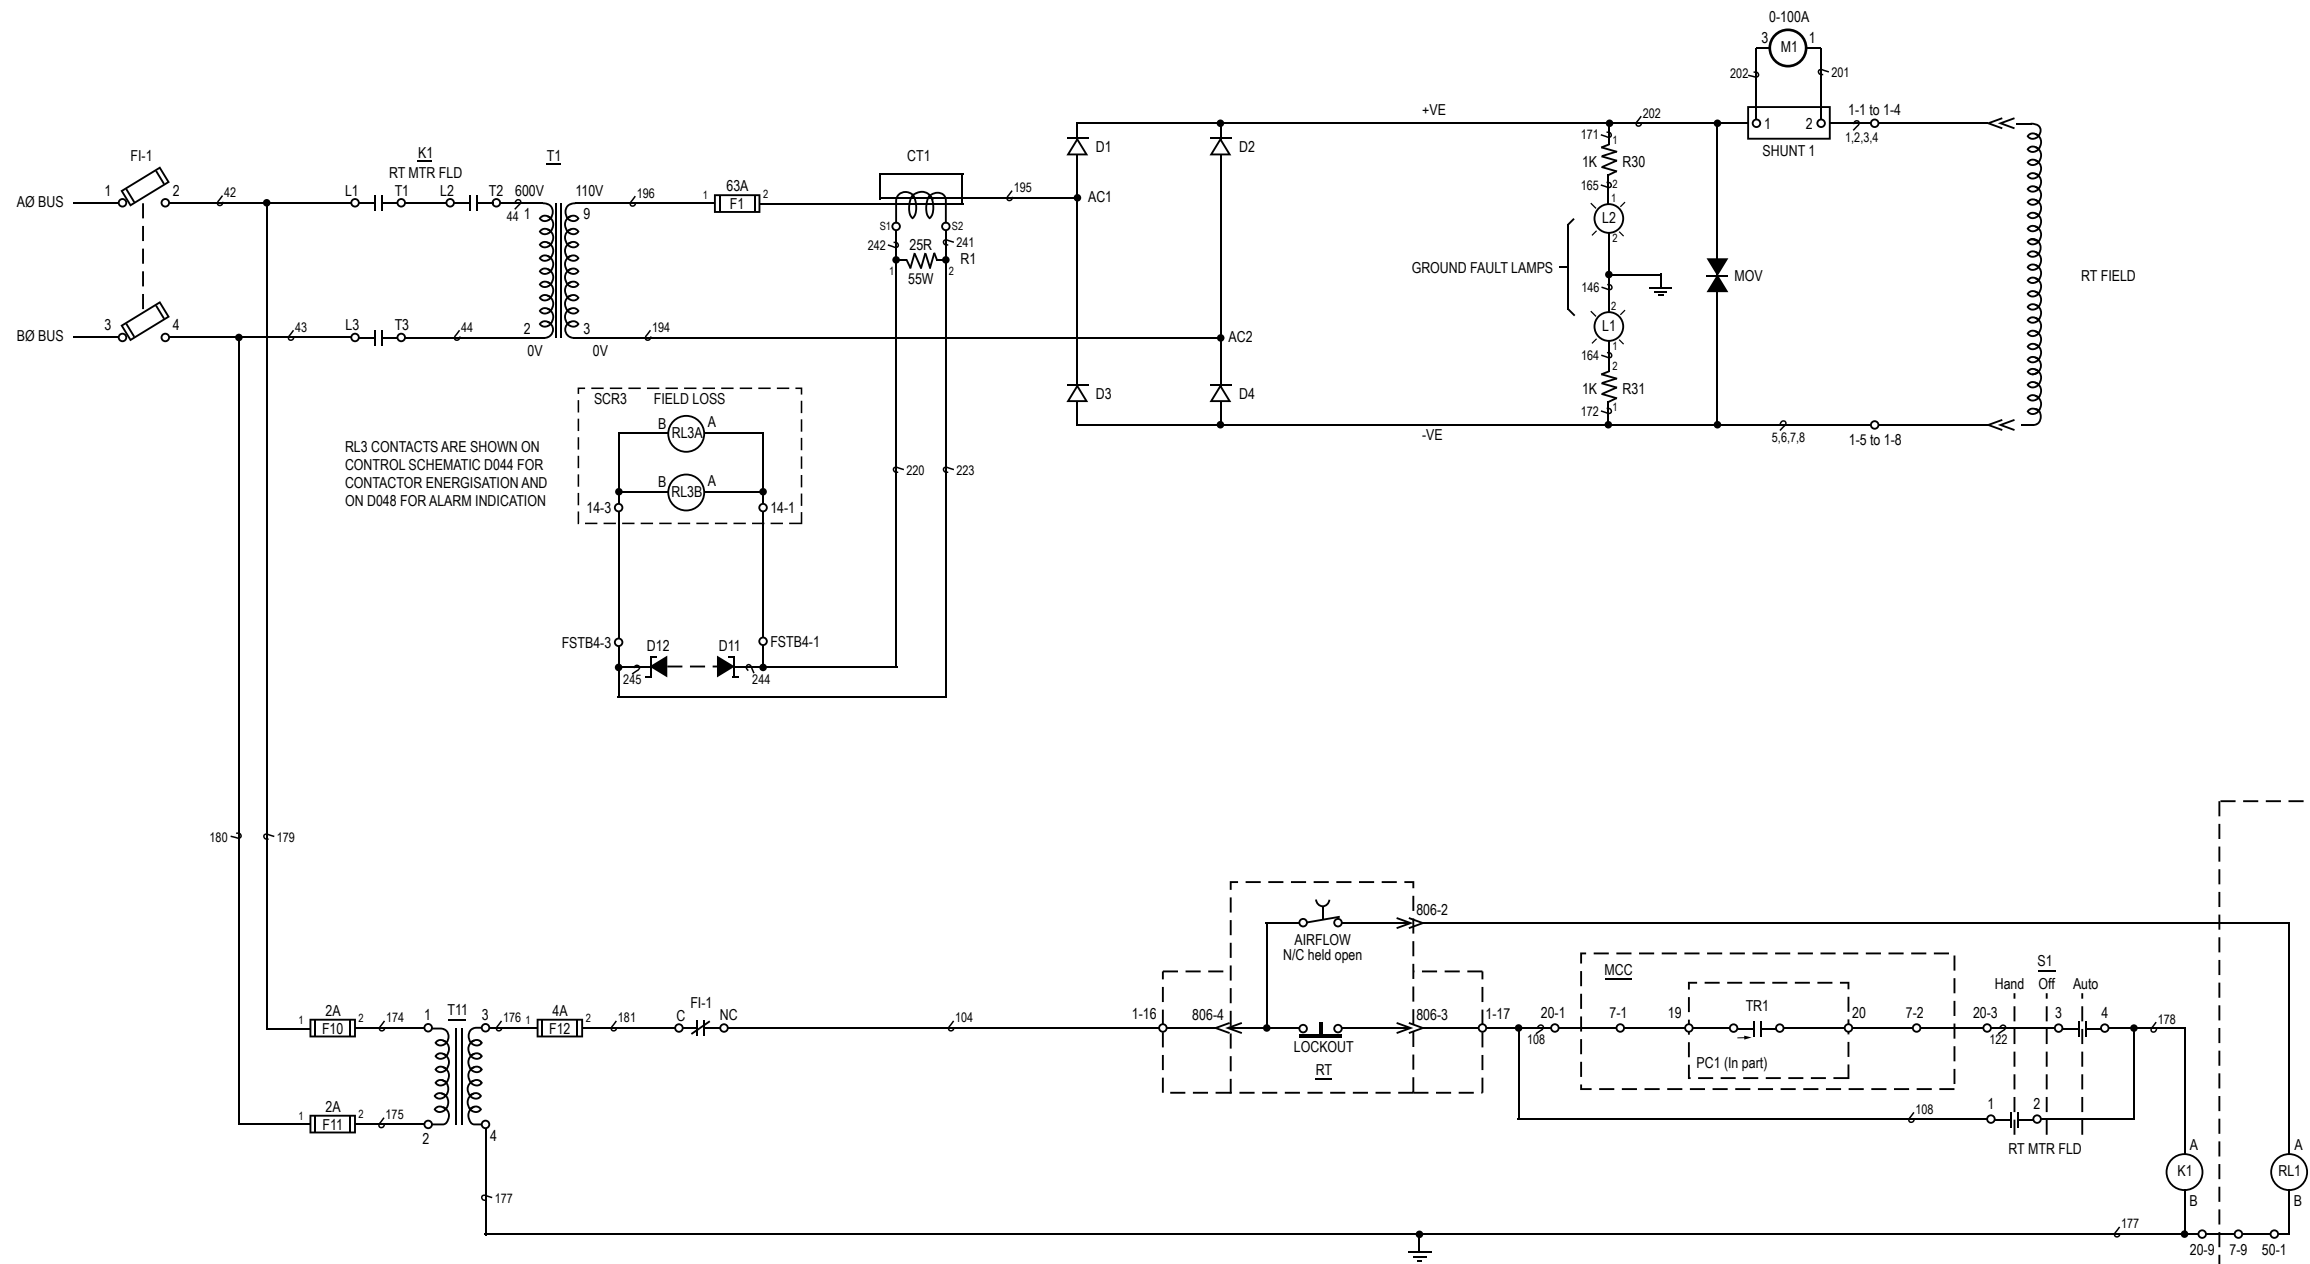 0-100A
3
M1
1
202
201
+VE
202
1-1 to 1-4
171
1
1
2
1,2,3,4
SHUNT 1
FI-1
K1
RT MTR FLD
T1
CT1
D1
D2
1K
R30
AØ BUS
1
2
42
L1
T1
L2
T2
600V
44
1
110V
9
196
63A
1
F1
2
195
AC1
165
2
1
L2
2
S1
S2
242
25R
241
R1
1
2
55W
GROUND FAULT LAMPS
MOV
RT FIELD
146
2
BØ BUS
3
4
43
L3
T3
44
2
0V
3
0V
194
AC2
L1
1
164
2
1K
R31
D3
D4
172
1
-VE
5,6,7,8
1-5 to 1-8
SCR3
FIELD LOSS
B
RL3A
A
B
RL3B
A
14-3
14-1
RL3 CONTACTS ARE SHOWN ON
CONTROL SCHEMATIC D044 FOR
CONTACTOR ENERGISATION AND
ON D048 FOR ALARM INDICATION
220
223
FSTB4-3
D12
D11
FSTB4-1
245
244
180
179
806-2
AIRFLOW
N/C held open
MCC
S1
Hand
Off
Auto
2A
1
F10
2
174
1
T11
3
176
4A
1
F12
2
181
FI-1
C
NC
104
1-16
806-4
806-3
1-17
LOCKOUT
RT
20-1
108
7-1
19
TR1
PC1 (In part)
20
7-2
20-3
122
3
4
178
2A
1
F11
2
175
2
4
108
1
2
RT MTR FLD
A
K1
B
A
RL1
B
177
177
20-9
7-9
50-1